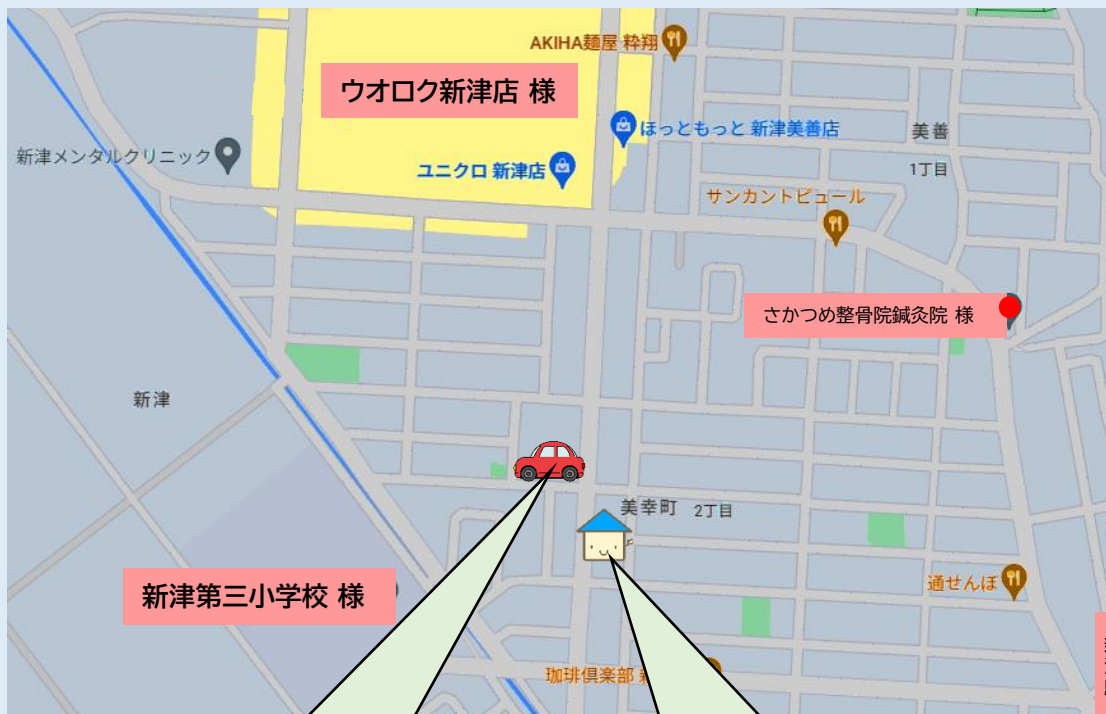 AKIHA麺屋 粋翔
ウオロク新津店 様
ほっともっと 新津美善店
美善
1丁目
新津メンタルクリニック
ユニクロ 新津店
サンカントピュール
さかつめ整骨院鍼灸院 様
新津
美幸町 2丁目
通せんぼ
新津第三小学校 様
珈琲倶楽部